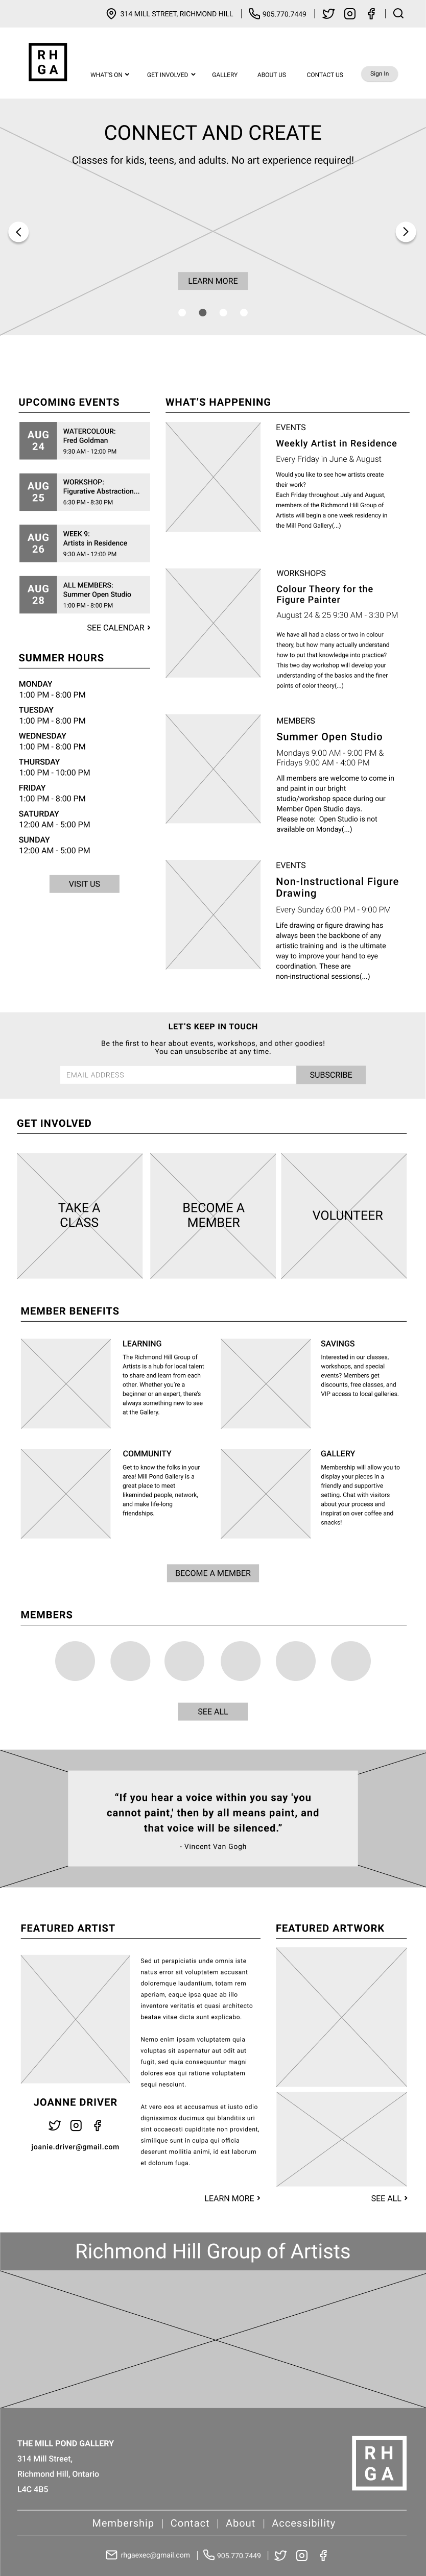 314 MILL STREET, RICHMOND HILL | 905.770.7449 | |
R H
G A
WHAT'S ON GET INVOLVED GALLERY ABOUT US CONTACT US Sign In
CONNECT AND CREATE
Classes for kids, teens, and adults. No art experience required!
LEARN MORE
UPCOMING EVENTS
AUG
24
WATERCOLOUR:
Fred Goldman
9:30 AM - 12:00 PM
AUG
25
WORKSHOP:
Figurative Abstraction...
6:30 PM - 8:30 PM
AUG
26
WEEK 9:
Artists in Residence
9:30 AM - 12:00 PM
AUG
28
ALL MEMBERS:
Summer Open Studio
1:00 PM - 8:00 PM
SEE CALENDAR
SUMMER HOURS
MONDAY
1:00 PM - 8:00 PM
TUESDAY
1:00 PM - 8:00 PM
WEDNESDAY
1:00 PM - 8:00 PM
THURSDAY
1:00 PM - 10:00 PM
FRIDAY
1:00 PM - 8:00 PM
SATURDAY
12:00 AM - 5:00 PM
SUNDAY
12:00 AM - 5:00 PM
VISIT US
WHAT'S HAPPENING
EVENTS
Weekly Artist in Residence
Every Friday in June & August
Would you like to see how artists create
their work?
Each Friday throughout July and August,
members of the Richmond Hill Group of
Artists will begin a one week residency in
the Mill Pond Gallery(...)
WORKSHOPS
Colour Theory for the
Figure Painter
August 24 & 25 9:30 AM - 3:30 PM
We have all had a class or two in colour
theory, but how many actually understand
how to put that knowledge into practice?
This two day workshop will develop your
understanding of the basics and the finer
points of color theory(...)
MEMBERS
Summer Open Studio
Mondays 9:00 AM - 9:00 PM &
Fridays 9:00 AM - 4:00 PM
All members are welcome to come in
and paint in our bright
studio/workshop space during our
Member Open Studio days.
Please note: Open Studio is not
available on Monday(...)
EVENTS
Non-Instructional Figure
Drawing
Every Sunday 6:00 PM - 9:00 PM
Life drawing or figure drawing has
always been the backbone of any
artistic training and is the ultimate
way to improve your hand to eye
coordination. These are
non-instructional sessions(...)
LET'S KEEP IN TOUCH
Be the first to hear about events, workshops, and other goodies!
You can unsubscribe at any time.
EMAIL ADDRESS SUBSCRIBE
GET INVOLVED
TAKE A
CLASS
BECOME A
MEMBER
VOLUNTEER
MEMBER BENEFITS
LEARNING
The Richmond Hill Group of
Artists is a hub for local talent
to share and learn from each
other. Whether you're a
beginner or an expert, there's
always something new to see
at the Gallery.
SAVINGS
Interested in our classes,
workshops, and special
events? Members get
discounts, free classes, and
VIP access to local galleries.
COMMUNITY
Get to know the folks in your
area! Mill Pond Gallery is a
great place to meet
likeminded people, network,
and make life-long
friendships.
GALLERY
Membership will allow you to
display your pieces in a
friendly and supportive
setting. Chat with visitors
about your process and
inspiration over coffee and
snacks!
BECOME A MEMBER
MEMBERS
SEE ALL
“If you hear a voice within you say 'you
cannot paint,' then by all means paint, and
that voice will be silenced.”
- Vincent Van Gogh
FEATURED ARTIST
JOANNE DRIVER
joanie.driver@gmail.com
Sed ut perspiciatis unde omnis iste
natus error sit voluptatem accusant
doloremque laudantium, totam rem
aperiam, eaque ipsa quae ab illo
inventore veritatis et quasi architecto
beatae vitae dicta sunt explicabo.
Nemo enim ipsam voluptatem quia
voluptas sit aspernatur aut odit aut
fugit, sed quia consequuntur magni
dolores eos qui ratione voluptatem
sequi nesciunt.
At vero eos et accusamus et iusto odio
dignissimos ducimus qui blanditiis uri
sint occaecati cupiditate non provident,
similique sunt in culpa qui officia
deserunt mollitia animi, id est laborum
et dolorum fuga.
LEARN MORE
FEATURED ARTWORK
SEE ALL
Richmond Hill Group of Artists
THE MILL POND GALLERY
314 Mill Street,
Richmond Hill, Ontario
L4C 4B5
R H
G A
Membership | Contact | About | Accessibility
rhgaexec@gmail.com | 905.770.7449 |